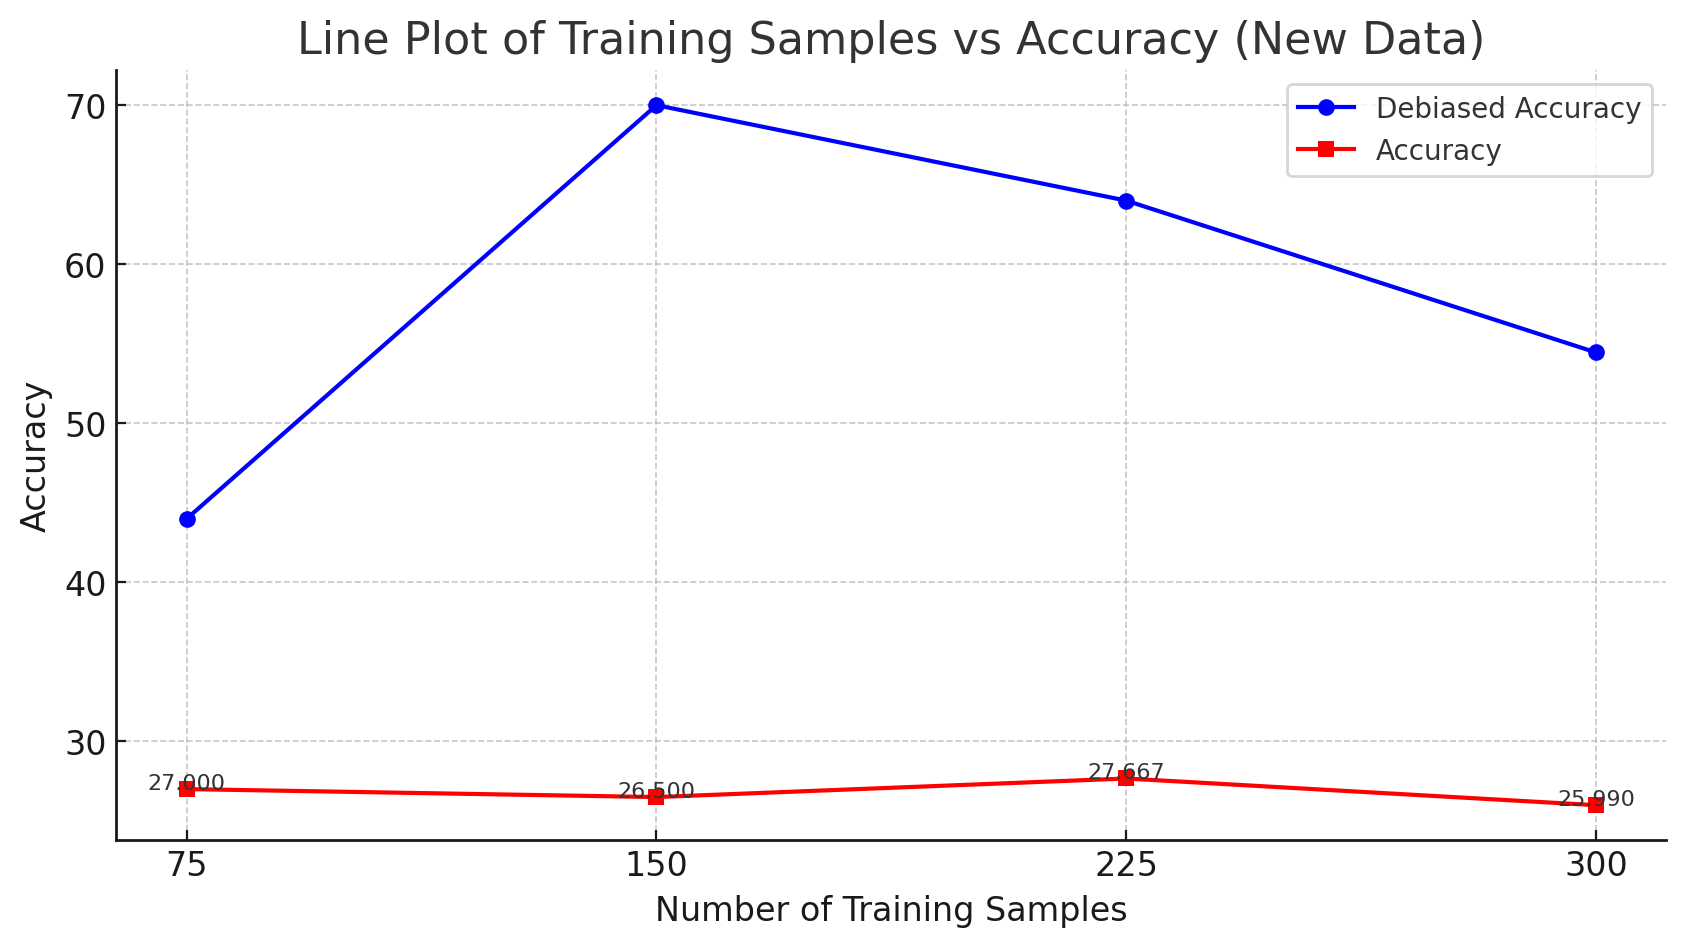 Line Plot of Training Samples vs Accuracy (New Data)
Debiased Accuracy
Accuracy
70
60
50
40
30
Accuracy
27.000
26.500
27.667
25.990
75
150
225
300
Number of Training Samples